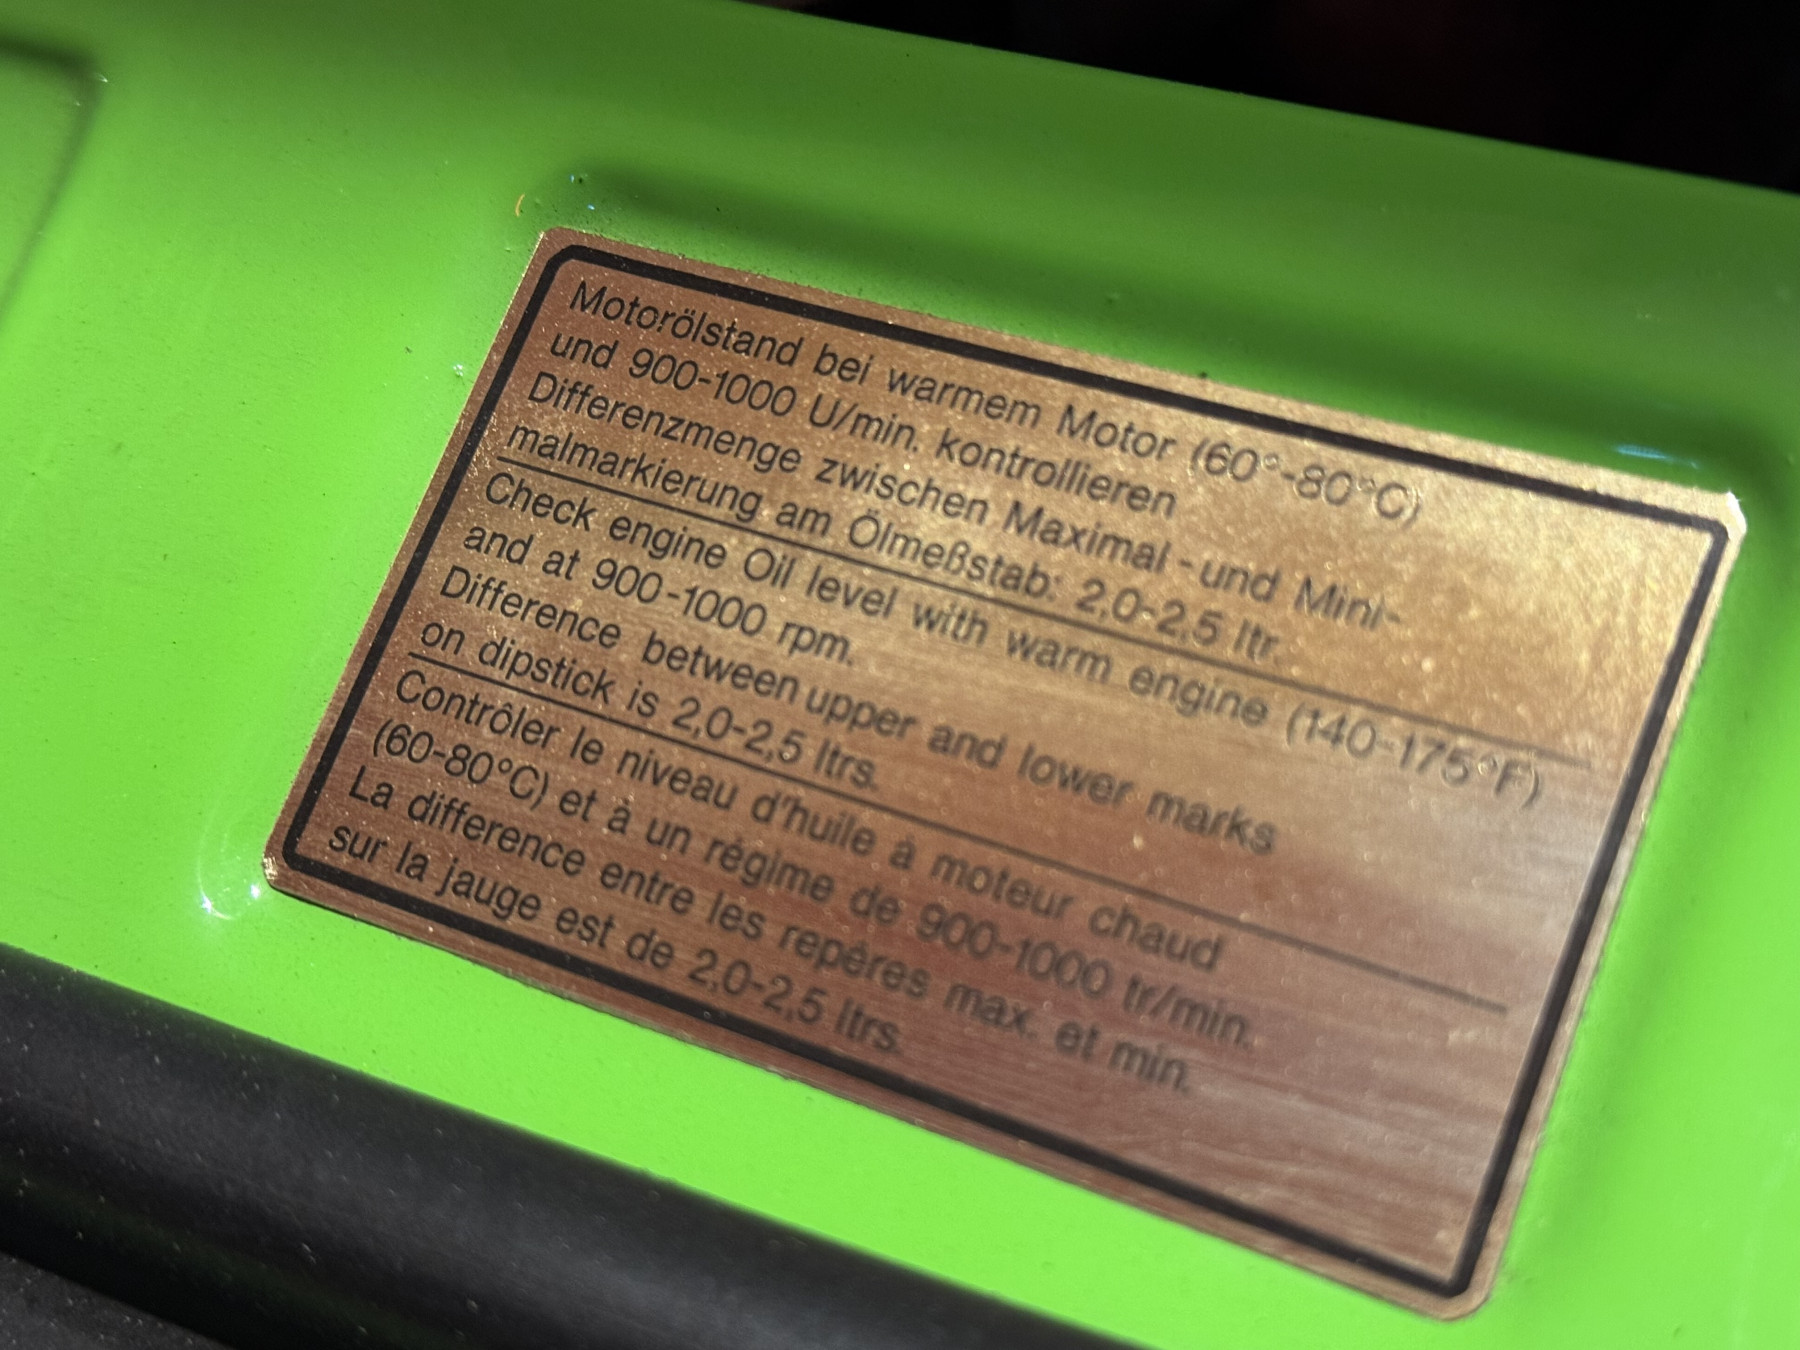 Motorölstand bei warmem Motor (60°-80°C)
und 900-1000 U/min. kontrollieren
Differenzmenge zwischen Maximal-und Mini-
malmarkierung am Ölmeßstab: 2,0-2,5 ltr.
Check engine Oil level with warm engine (140-175°F)
and at 900-1000 rpm.
Difference between upper and lower marks
on dipstick is 2,0-2,5 ltrs.
Contrôler le niveau d'huile à moteur chaud
(60-80°C) et à un régime de 900-1000 tr/min.
La différence entre les repéres max. et min.
sur la jauge est de 2,0-2,5 ltrs.